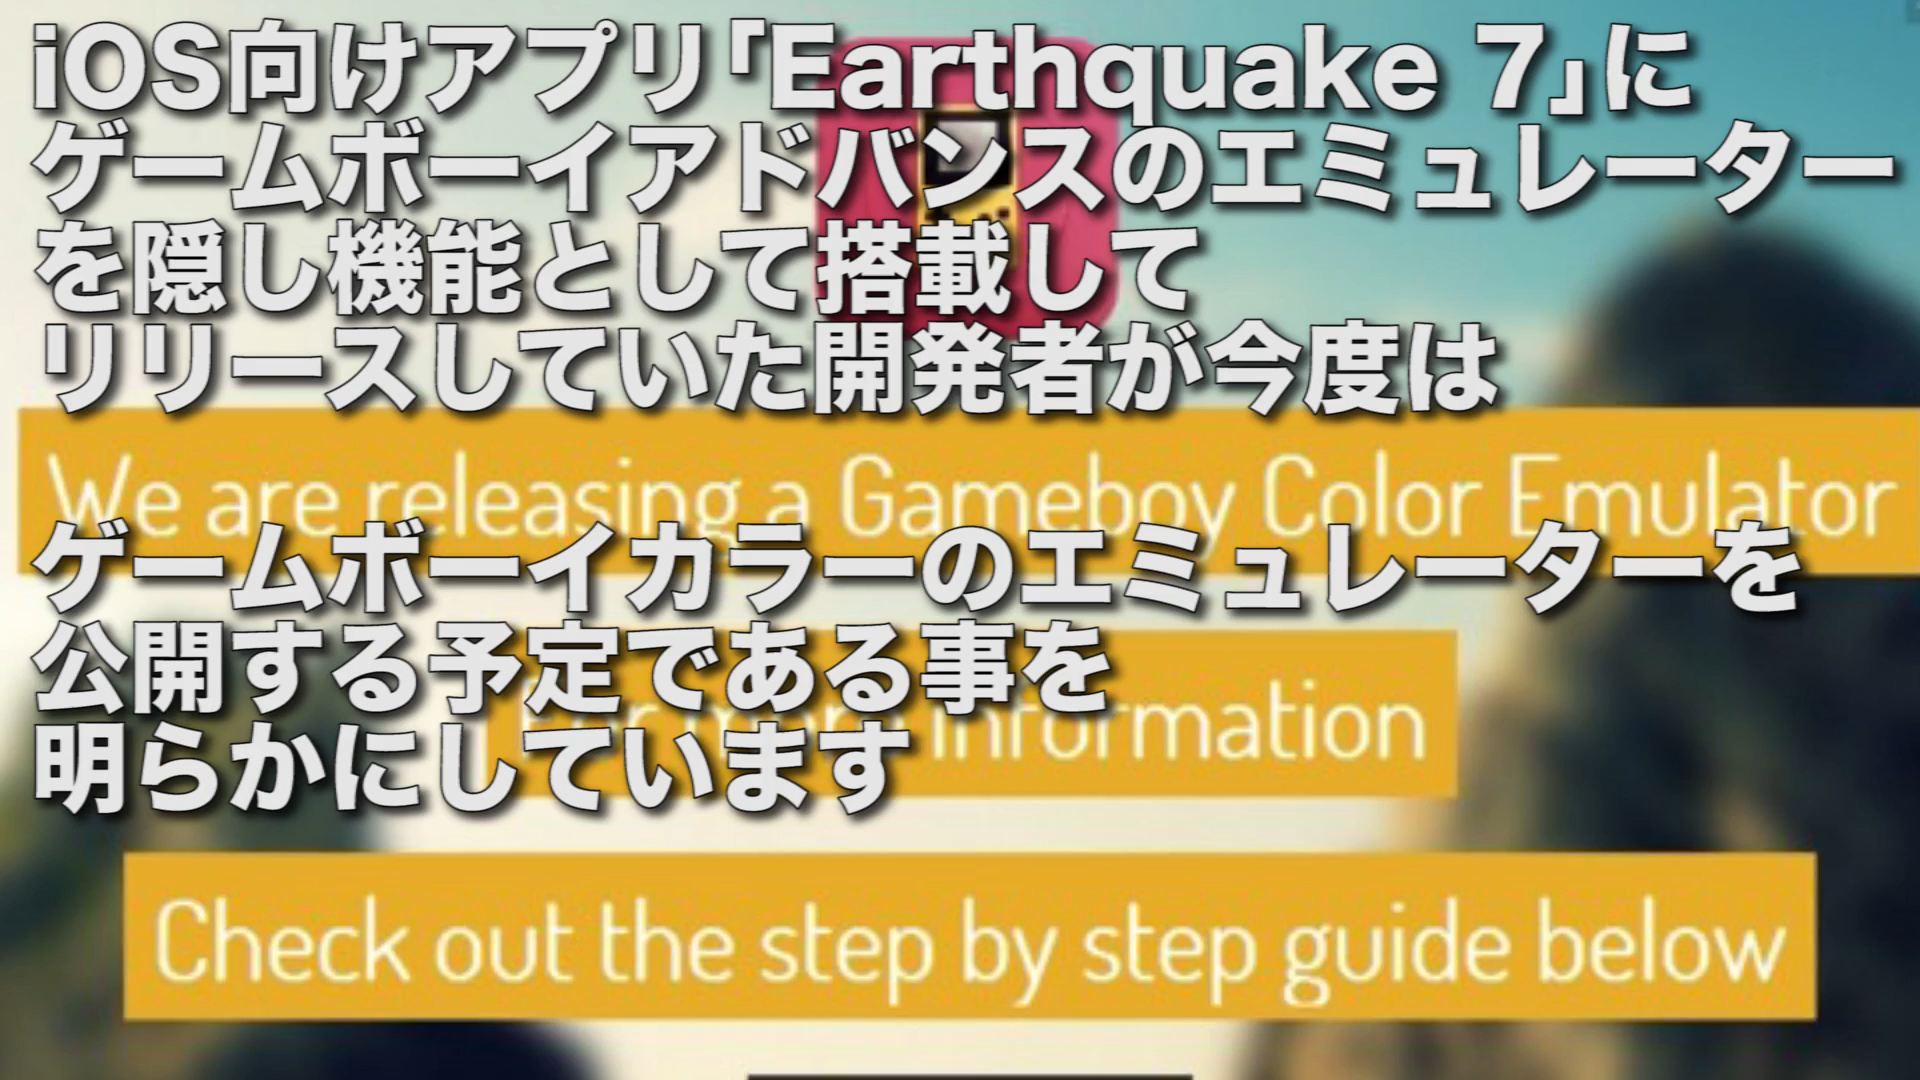 iOS向けアプリ「Earthquake 7」に
ゲームボーイアドバンスのエミュレーター
を隠し機能として搭載して
リリースしていた開発者が今度は
We are releasing a Gameboy Color Emulator
ゲームボーイカラーのエミュレーターを
公開する予定である事を
For more information
明らかにしています
Check out the step by step guide below